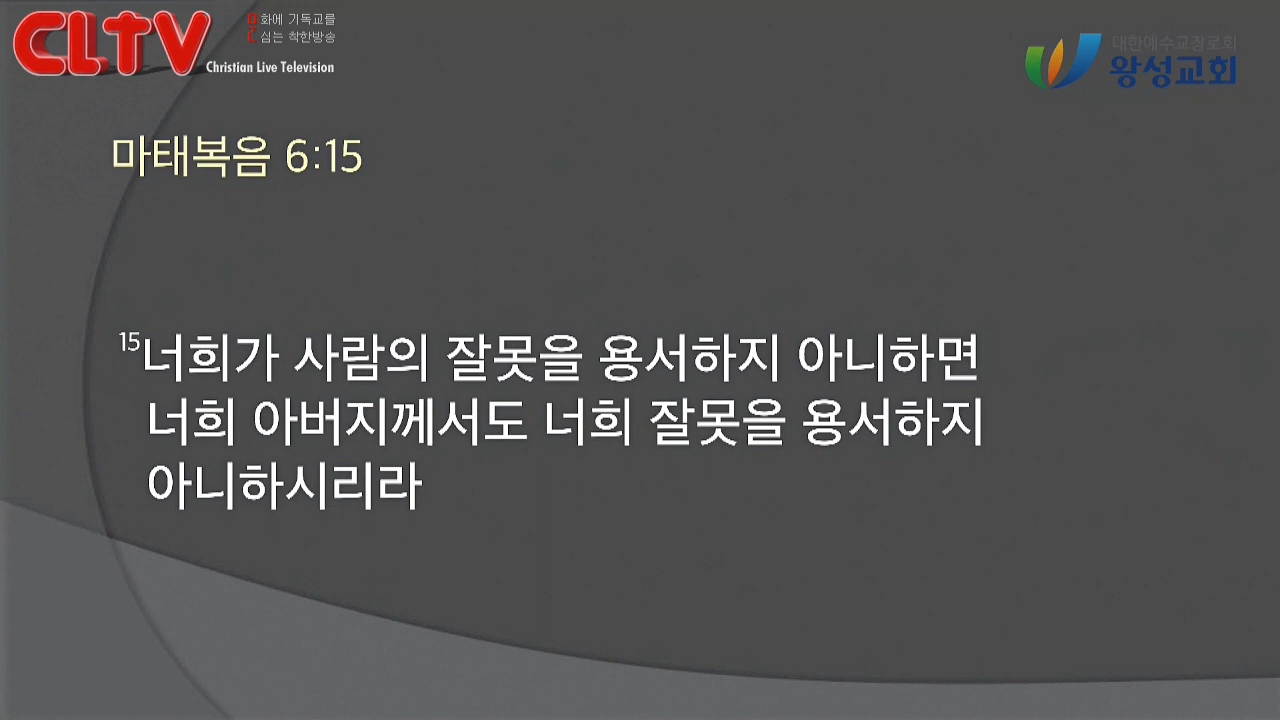 CLTV
화에 기독교를
심는 착한방송
Christian Live Television
대한예수교장로회
왕성교회
마태복음 6:15
15너희가 사람의 잘못을 용서하지 아니하면
너희 아버지께서도 너희 잘못을 용서하지
아니하시리라